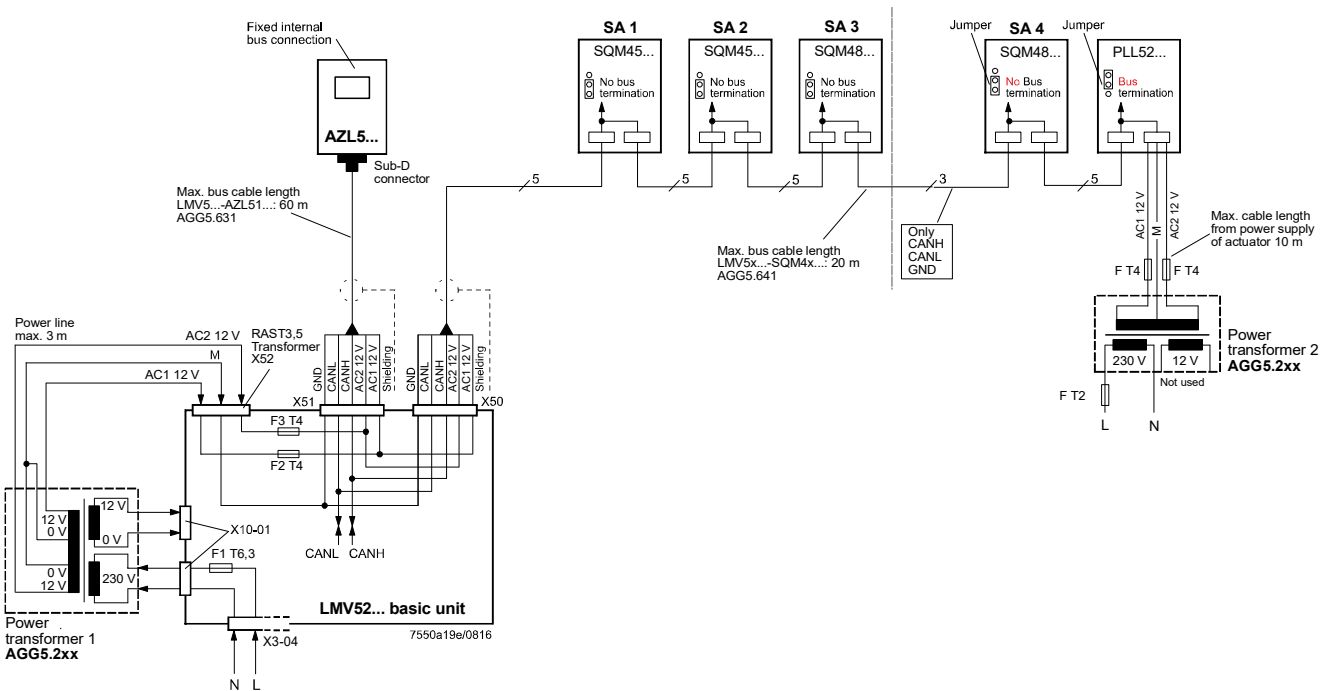 Fixed internal
bus connection
AZL5...
Sub-D
connector
Max. bus cable length
LMV5...-AZL51...: 60 m
AGG5.631
SA 1
SQM45...
No bus
termination
SA 2
SQM45...
No bus
termination
SA 3
SQM48...
No bus
termination
Jumper
SA 4
SQM48...
No Bus
termination
Jumper
PLL52...
Bus
termination
5
5
5
3
5
Max. bus cable length
LMV5x...-SQM4x...: 20 m
AGG5.641
Only
CANH
CANL
GND
AC1 12 V
M
AC2 12 V
Max. cable length
from power supply
of actuator 10 m
F T4
F T4
Power
transformer 2
AGG5.2xx
230 V
12 V
Not used
F T2
L
N
Power line
max. 3 m
AC2 12 V
M
AC1 12 V
RAST3,5
Transformer
X52
GND
CANL
CANH
AC2 12 V
AC1 12 V
Shielding
GND
CANL
CANH
AC2 12 V
AC1 12 V
Shielding
X51
X50
F3 T4
F2 T4
12 V
0 V
0 V
12 V
12 V
0 V
230 V
X10-01
F1 T6,3
CANL
CANH
LMV52... basic unit
7550a19e/0816
X3-04
N
L
Power
transformer 1
AGG5.2xx